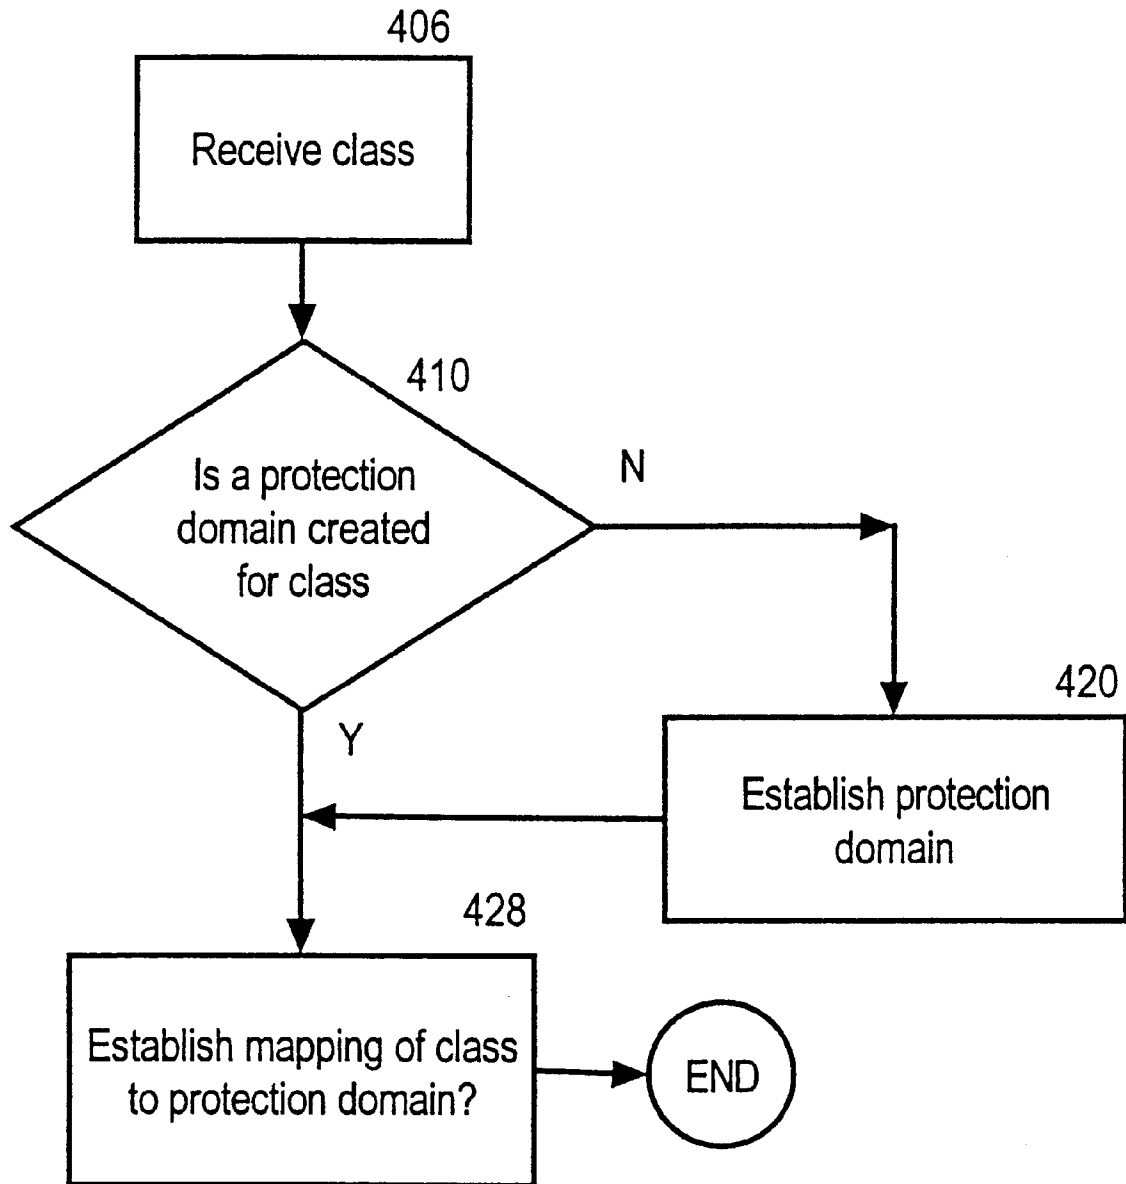 406
Receive class
410
Is a protection
domain created
for class
N
Y
420
Establish protection
domain
428
Establish mapping of class
to protection domain?
END